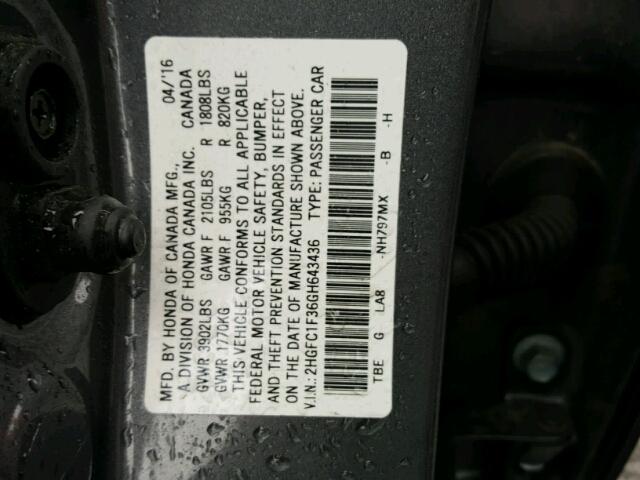 MFD. BY HONDA OF CANADA MFG., 04/'16
A DIVISION OF HONDA CANADA INC. CANADA
GVWR 3902LBS GAWR F 2105LBS R 1808LBS
GVWR 1770KG GAWR F 955KG R 820KG
THIS VEHICLE CONFORMS TO ALL APPLICABLE
FEDERAL MOTOR VEHICLE SAFETY, BUMPER,
AND THEFT PREVENTION STANDARDS IN EFFECT
ON THE DATE OF MANUFACTURE SHOWN ABOVE.
V.I.N.: 2HGFC1F36GH643436 TYPE: PASSENGER CAR
TBE G LA8 -NH797MX -B -H